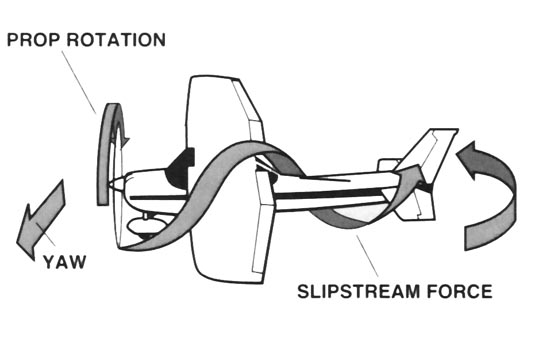 PROP ROTATION
YAW
SLIPSTREAM FORCE